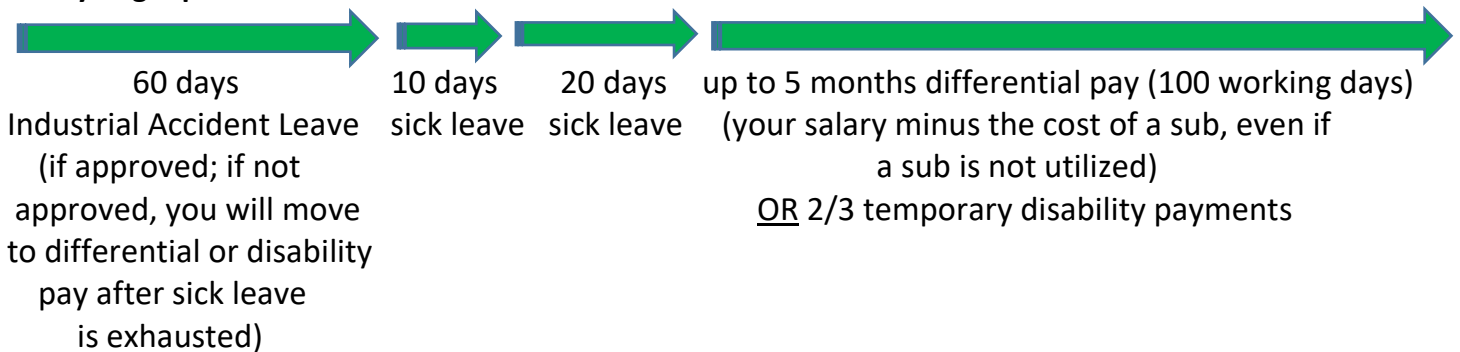 60 days
Industrial Accident Leave
(if approved; if not
approved, you will move
to differential or disability
pay after sick leave
is exhausted)
10 days
sick leave
20 days
sick leave
up to 5 months differential pay (100 working days)
(your salary minus the cost of a sub, even if
a sub is not utilized)
OR 2/3 temporary disability payments